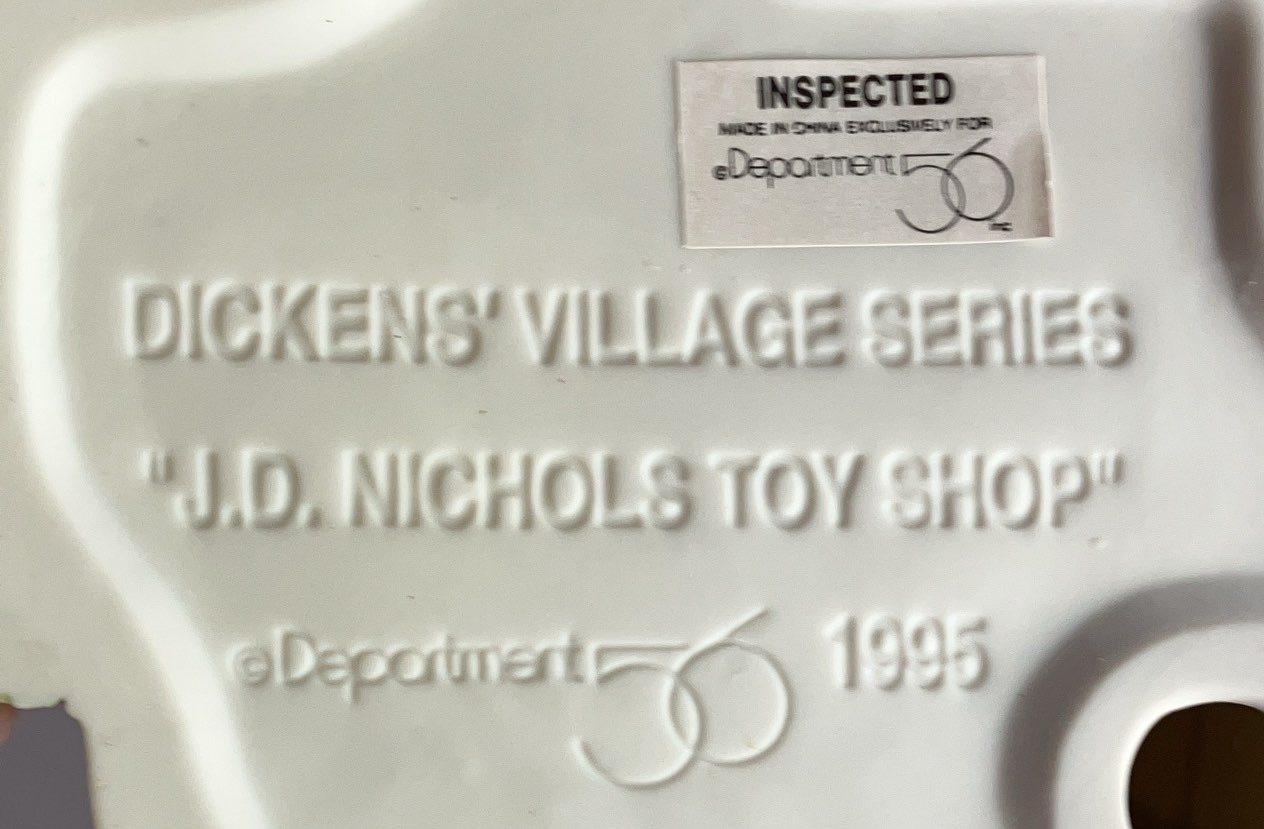 INSPECTED
MADE IN CHINA EXCLUSIVELY FOR
©Department 56
INC.
DICKENS' VILLAGE SERIES
"J.D. NICHOLS TOY SHOP"
©Department 56 1995